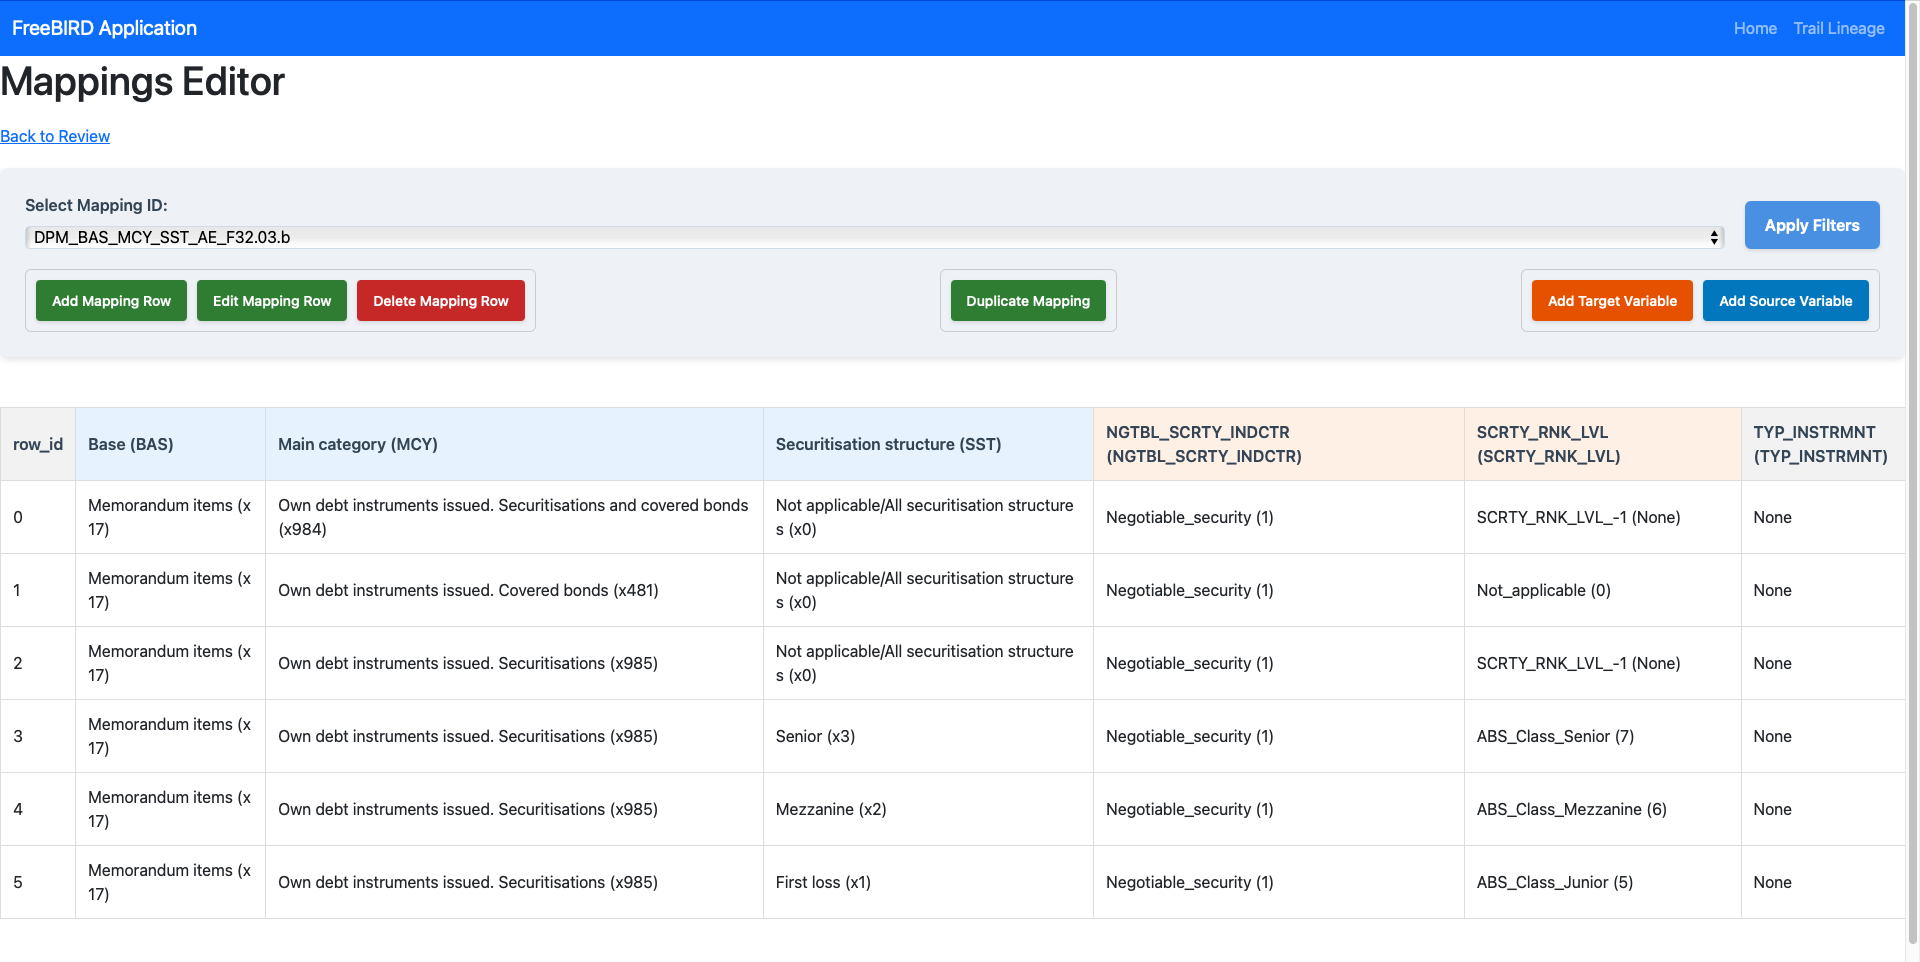 FreeBIRD Application
Home Trail Lineage
Mappings Editor
Back to Review
Select Mapping ID:
DPM_BAS_MCY_SST_AE_F32.03.b
Apply Filters
Add Mapping Row Edit Mapping Row Delete Mapping Row Duplicate Mapping Add Target Variable Add Source Variable
row_id Base (BAS) Main category (MCY) Securitisation structure (SST) NGTBL_SCRTY_INDCTR (NGTBL_SCRTY_INDCTR) SCRTY_RNK_LVL (SCRTY_RNK_LVL) TYP_INSTRMNT (TYP_INSTRMNT)
0 Memorandum items (x17) Own debt instruments issued. Securitisations and covered bonds (x984) Not applicable/All securitisation structures (x0) Negotiable_security (1) SCRTY_RNK_LVL_-1 (None) None
1 Memorandum items (x17) Own debt instruments issued. Covered bonds (x481) Not applicable/All securitisation structures (x0) Negotiable_security (1) Not_applicable (0) None
2 Memorandum items (x17) Own debt instruments issued. Securitisations (x985) Not applicable/All securitisation structures (x0) Negotiable_security (1) SCRTY_RNK_LVL_-1 (None) None
3 Memorandum items (x17) Own debt instruments issued. Securitisations (x985) Senior (x3) Negotiable_security (1) ABS_Class_Senior (7) None
4 Memorandum items (x17) Own debt instruments issued. Securitisations (x985) Mezzanine (x2) Negotiable_security (1) ABS_Class_Mezzanine (6) None
5 Memorandum items (x17) Own debt instruments issued. Securitisations (x985) First loss (x1) Negotiable_security (1) ABS_Class_Junior (5) None